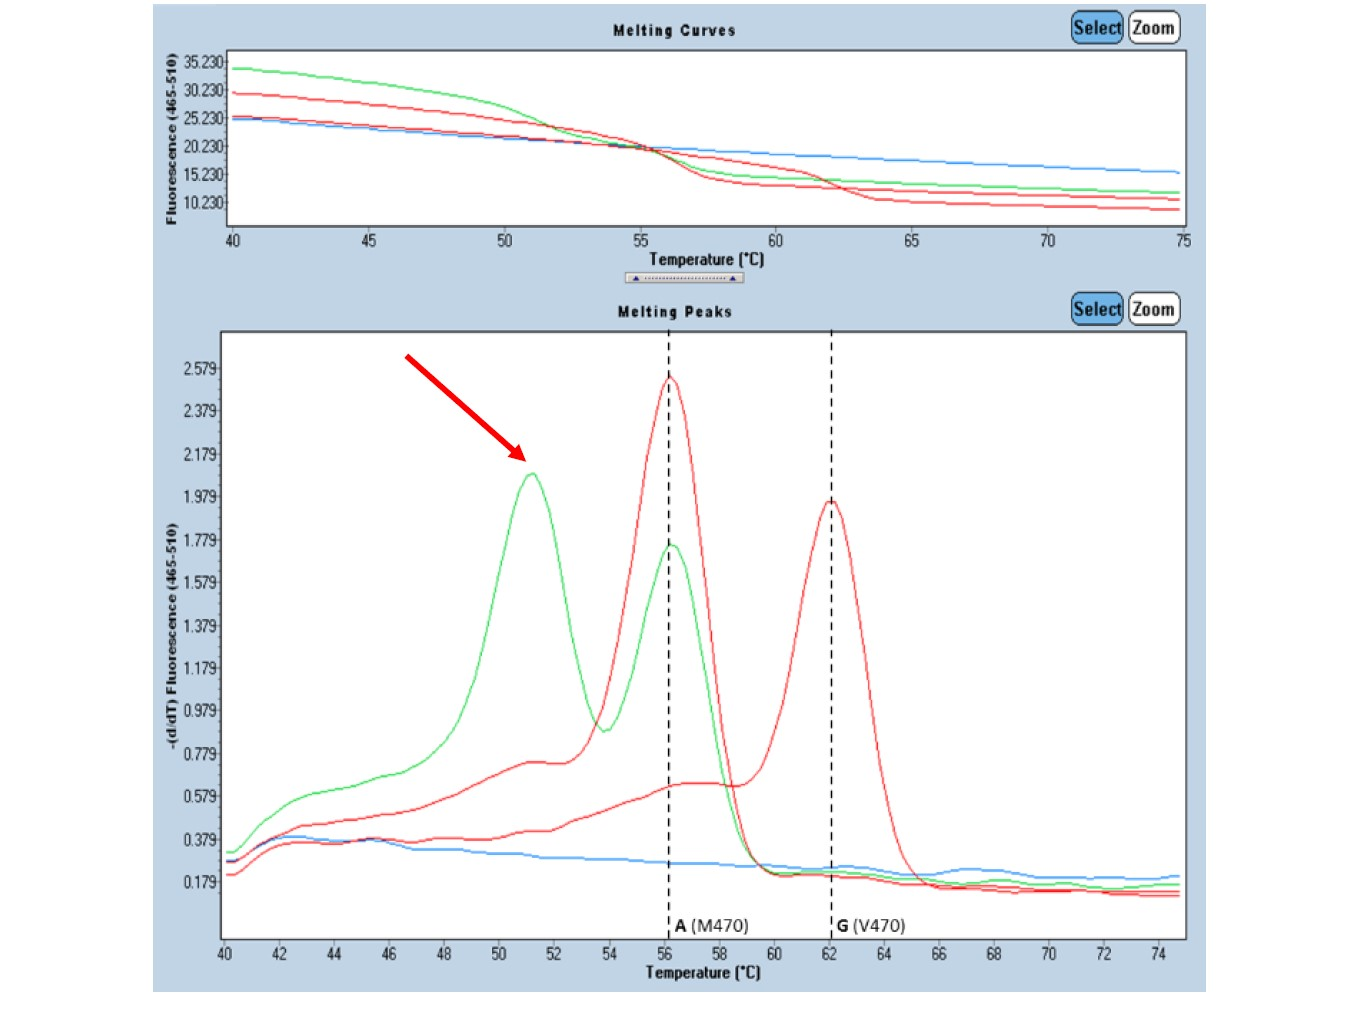 Melting Curves
Select Zoom
Fluorescence (465-510)
35.230
30.230
25.230
20.230
15.230
10.230
40 45 50 55 60 65 70 75
Temperature (°C)
Melting Peaks
Select Zoom
-(d/dT) Fluorescence (465-510)
2.579
2.379
2.179
1.979
1.779
1.579
1.379
1.179
0.979
0.779
0.579
0.379
0.179
A (M470) G (V470)
40 42 44 46 48 50 52 54 56 58 60 62 64 66 68 70 72 74
Temperature (°C)